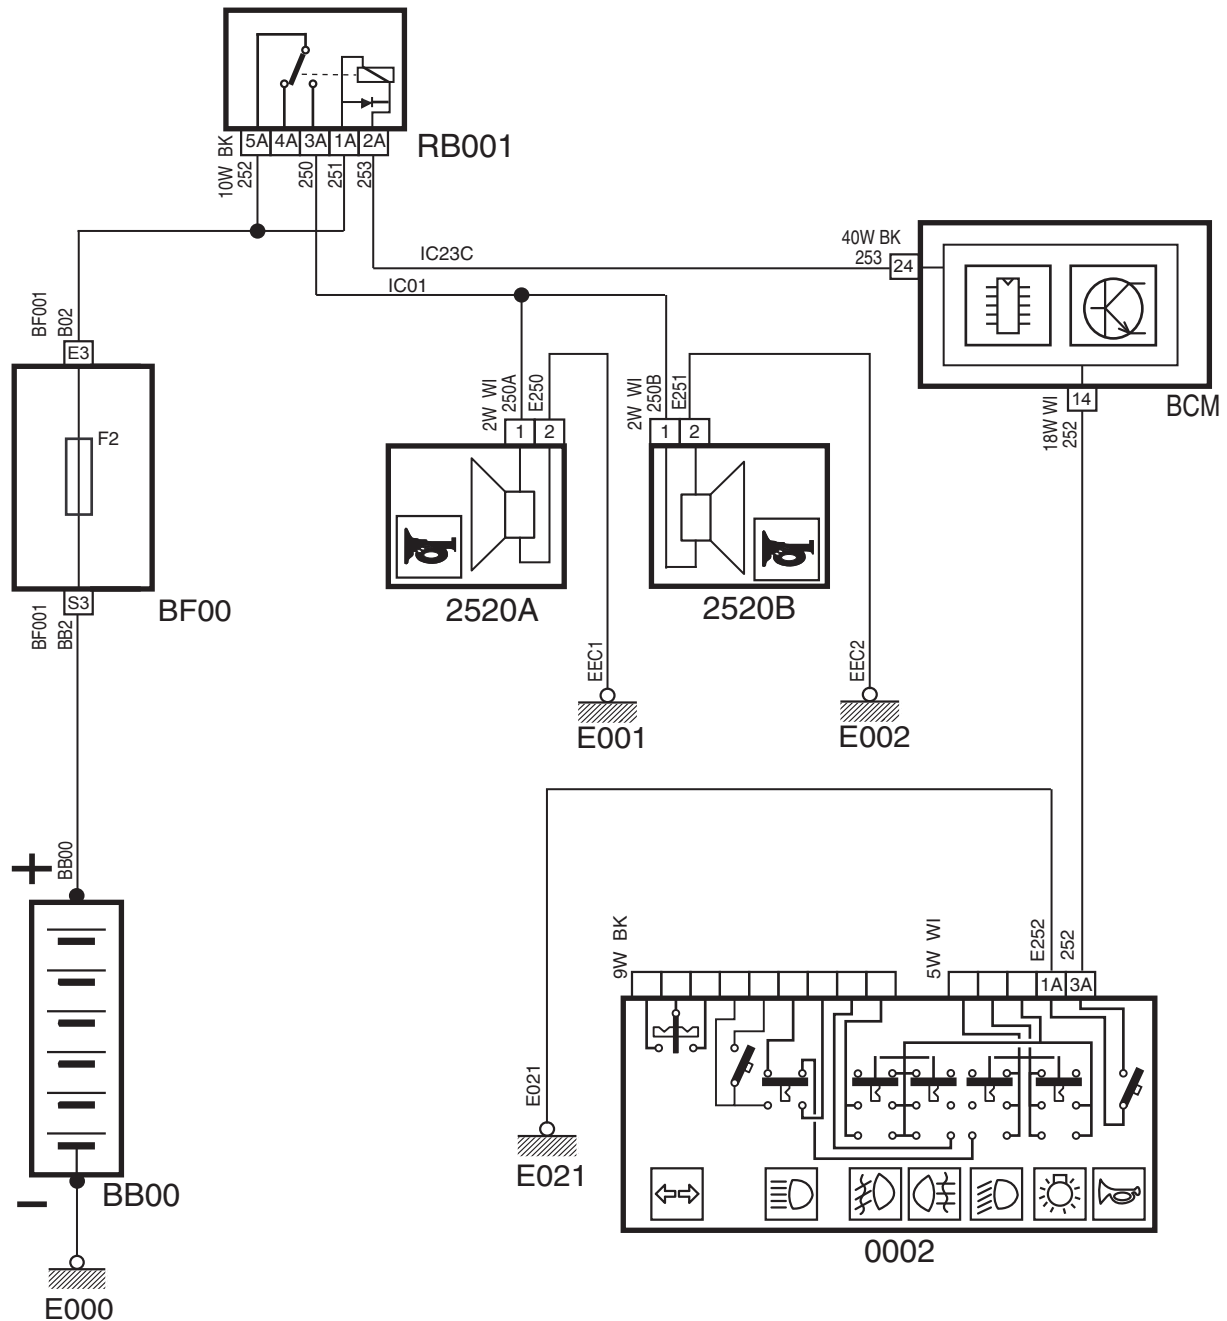 5A 4A 3A 1A 2A
RB001
10W BK
252
250
251
253
IC23C
IC01
40W BK
253
24
BCM
14
18W WI
252
BF001
B02
E3
F2
S3
BF00
BF001
BB2
2W WI
250A
E250
1 2
2520A
2W WI
250B
E251
1 2
2520B
EEC1
E001
EEC2
E002
+
BB00
−
BB00
E000
E021
E021
9W BK
5W WI
E252
252
1A 3A
0002